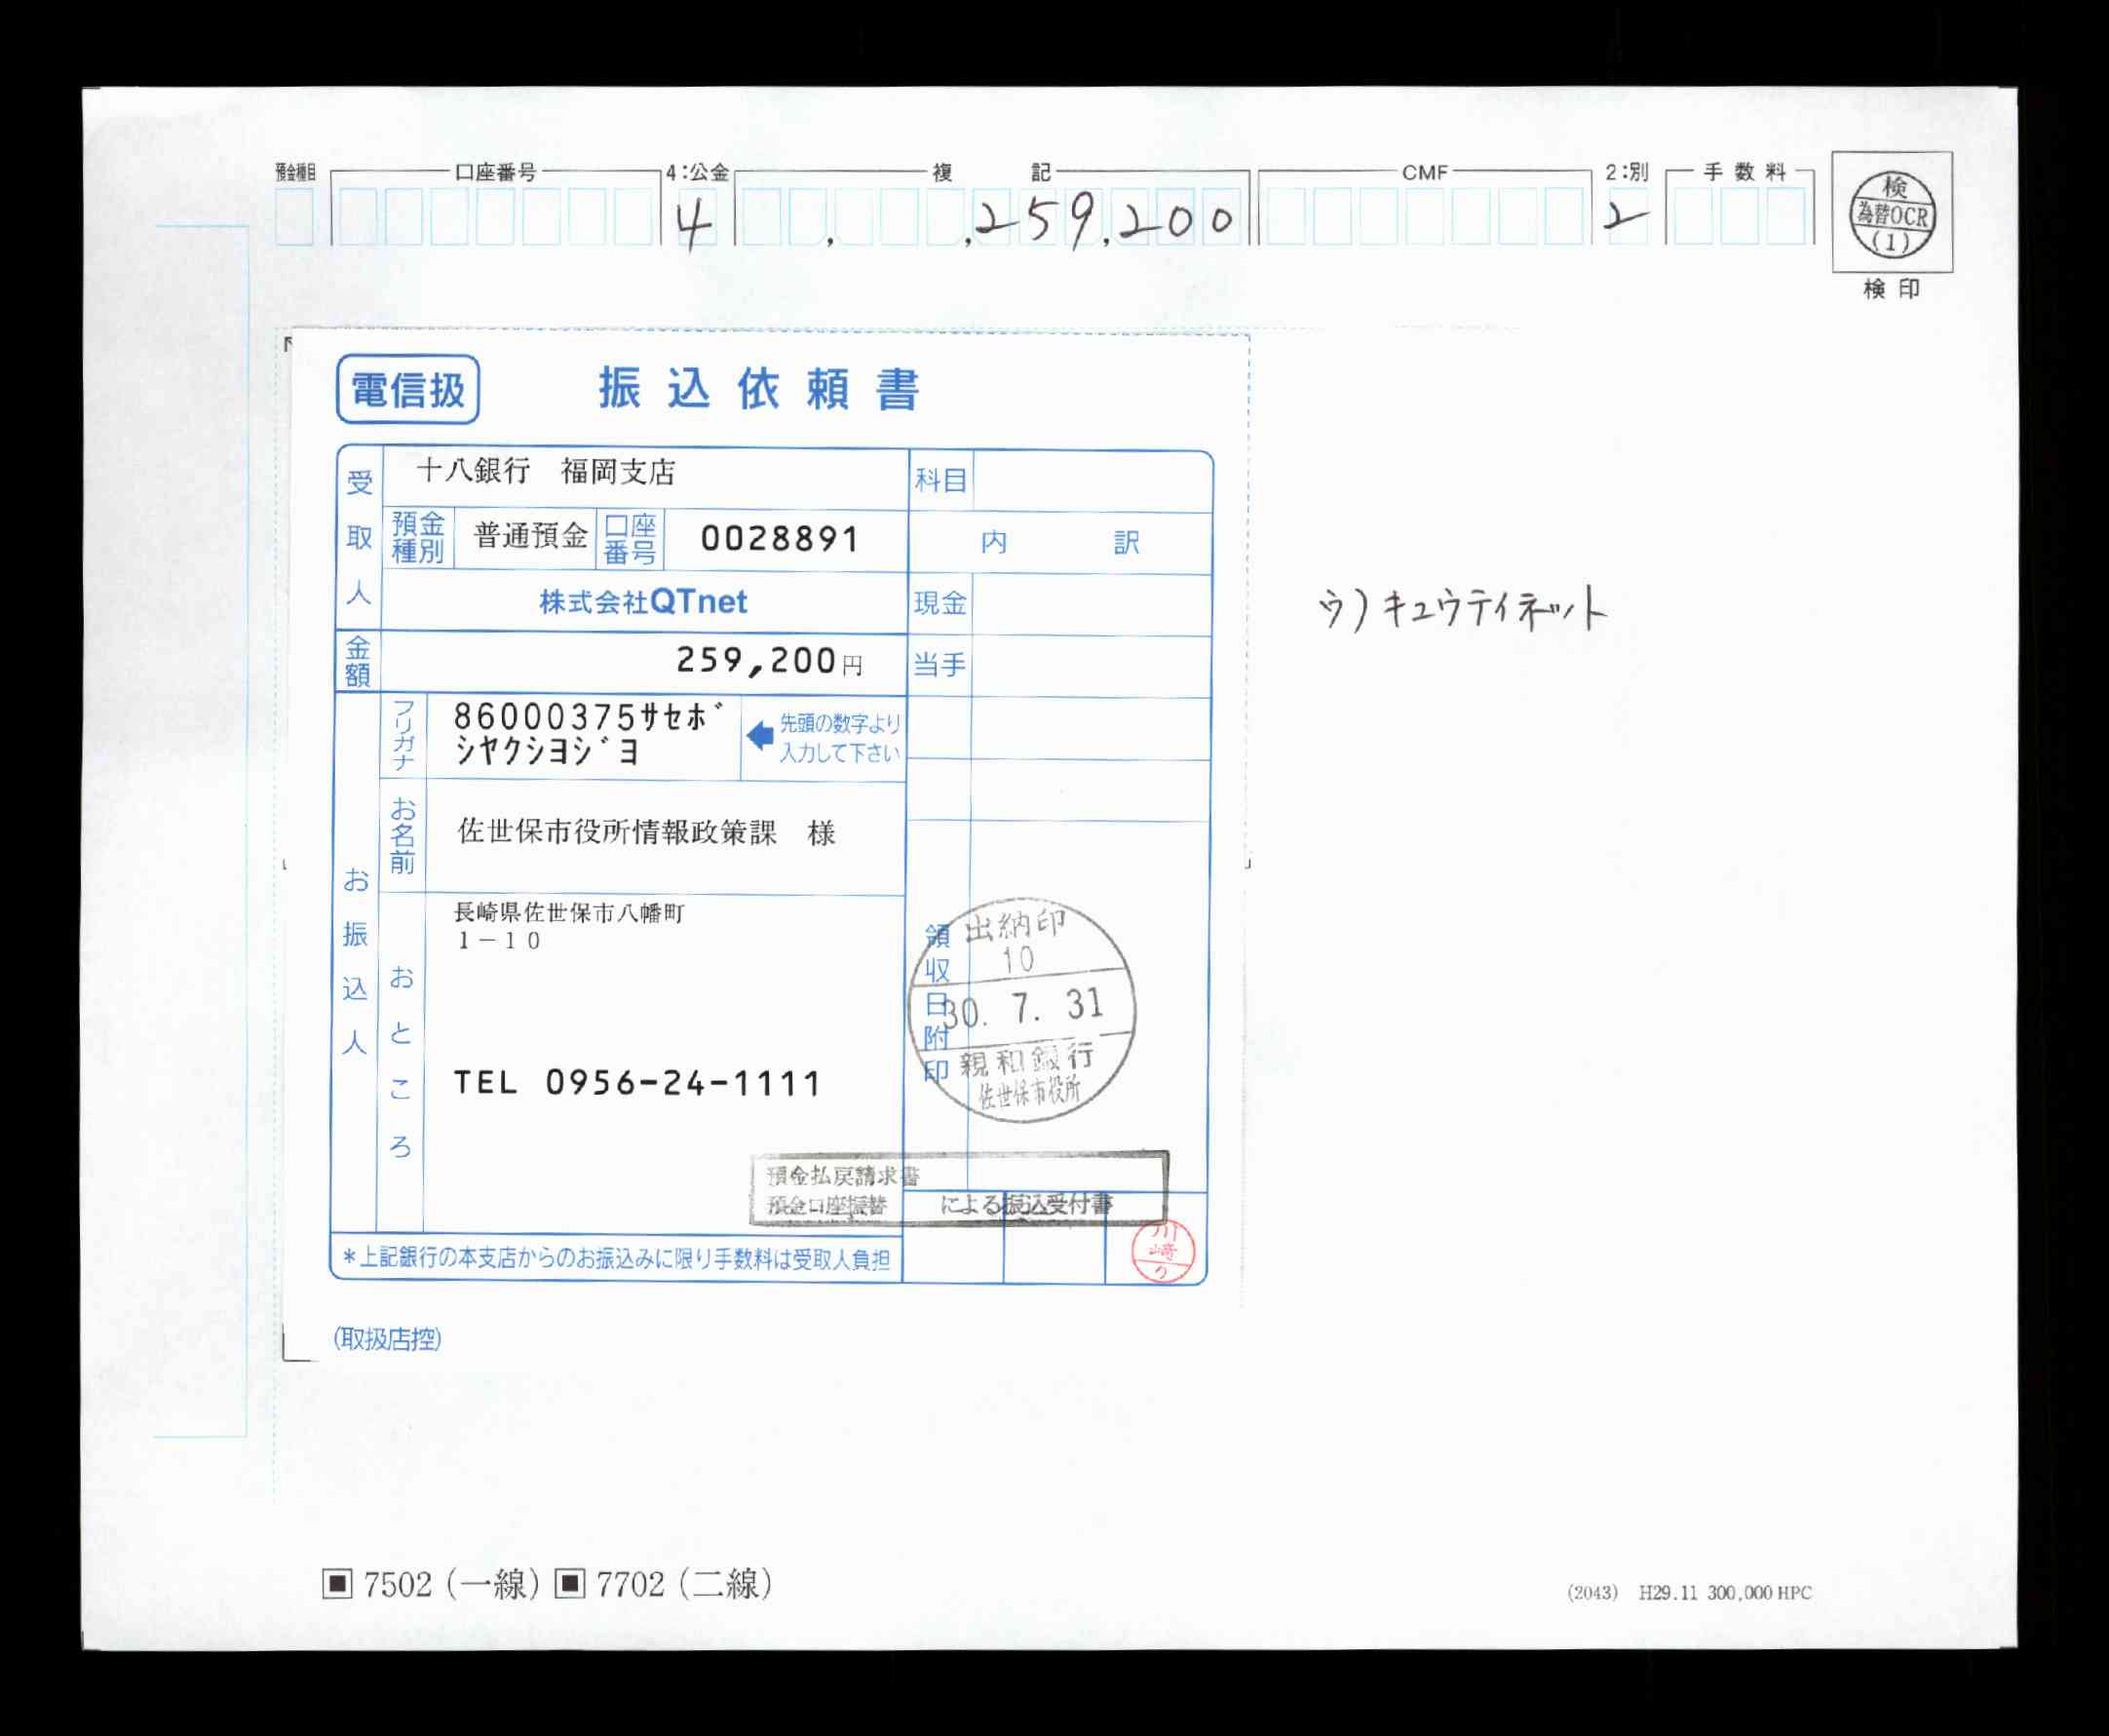 預金種目 口座番号 4:公金 複記 CMF 2:別 手数料
4 ,  ,259,200 2
検
為替OCR
(1)
検印
電信扱 振込依頼書
受取人 十八銀行 福岡支店 科目
預金種別 普通預金 口座番号 0028891 内訳
株式会社QTnet 現金
ウ)キュウテイネット
金額 259,200円 当手
お振込人
フリガナ 86000375サセボ
シヤクシヨジヨ
先頭の数字より
入力して下さい
お名前 佐世保市役所情報政策課 様
おところ 長崎県佐世保市八幡町
1-10
TEL 0956-24-1111
領収日附印
出納印
10
30. 7. 31
親和銀行
佐世保市役所
預金払戻請求書
預金口座振替 による振込受付書
川崎
*上記銀行の本支店からのお振込みに限り手数料は受取人負担
(取扱店控)
▣ 7502(一線) ▣ 7702(二線)
(2043) H29.11 300,000 HPC